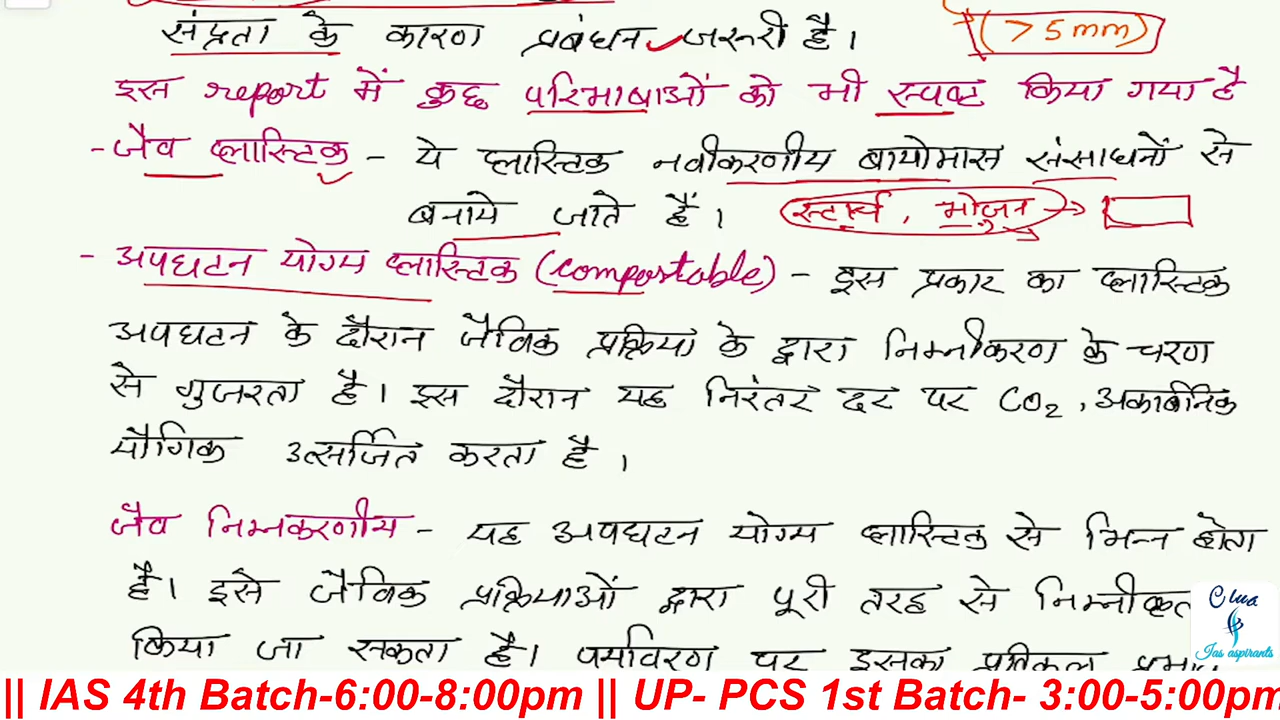 संद्रता के कारण प्रबंधन जरूरी है।
(> 5 mm)
इस report में कुछ परिभाषाओं को भी स्पष्ट किया गया है
- जैव प्लास्टिक - ये प्लास्टिक नवीकरणीय बायोमास संसाधनों से
बनाये जाते हैं। स्टार्च, भोजन →
- अपघटन योग्य प्लास्टिक (compostable) - इस प्रकार का प्लास्टिक
अपघटन के दौरान जैविक प्रक्रिया के द्वारा निम्नीकरण के चरण
से गुजरता है। इस दौरान यह निरंतर दर पर CO₂, अकार्बनिक
यौगिक उत्सर्जित करता है।
जैव निम्नकरणीय - यह अपघटन योग्य प्लास्टिक से भिन्न होता
है। इसे जैविक प्रक्रियाओं द्वारा पूरी तरह से निम्नीकृत
किया जा सकता है। पर्यावरण पर इसका प्रतिकूल
Ias aspirants
|| IAS 4th Batch-6:00-8:00pm || UP- PCS 1st Batch- 3:00-5:00pm